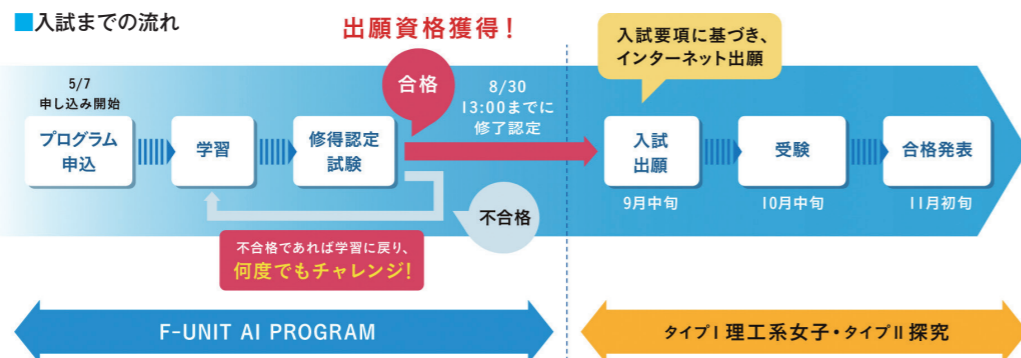 ■入試までの流れ
出願資格獲得！
入試要項に基づき、
インターネット出願
5/7
申し込み開始
合格
8/30
13:00までに
修了認定
プログラム
申込
学習
修得認定
試験
入試
出願
受験
合格発表
9月中旬
10月中旬
11月初旬
不合格
不合格であれば学習に戻り、
何度でもチャレンジ！
F-UNIT AI PROGRAM
タイプⅠ 理工系女子・タイプⅡ 探究